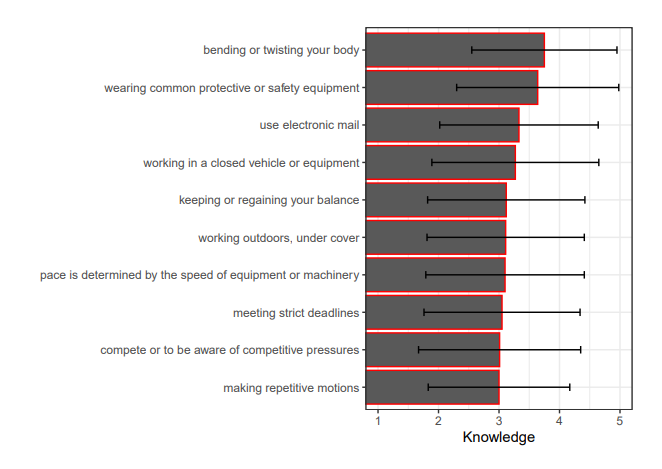 bending or twisting your body
wearing common protective or safety equipment
use electronic mail
working in a closed vehicle or equipment
keeping or regaining your balance
working outdoors, under cover
pace is determined by the speed of equipment or machinery
meeting strict deadlines
compete or to be aware of competitive pressures
making repetitive motions
1 2 3 4 5
Knowledge